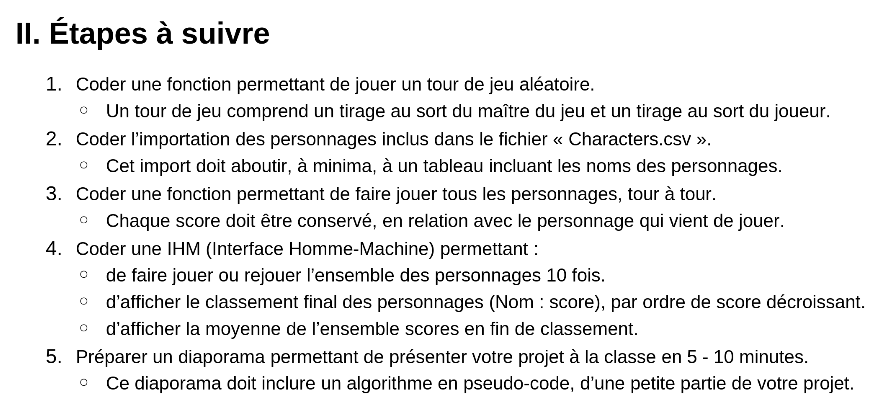 II. Étapes à suivre
1. Coder une fonction permettant de jouer un tour de jeu aléatoire.
○ Un tour de jeu comprend un tirage au sort du maître du jeu et un tirage au sort du joueur.
2. Coder l’importation des personnages inclus dans le fichier « Characters.csv ».
○ Cet import doit aboutir, à minima, à un tableau incluant les noms des personnages.
3. Coder une fonction permettant de faire jouer tous les personnages, tour à tour.
○ Chaque score doit être conservé, en relation avec le personnage qui vient de jouer.
4. Coder une IHM (Interface Homme-Machine) permettant :
○ de faire jouer ou rejouer l’ensemble des personnages 10 fois.
○ d’afficher le classement final des personnages (Nom : score), par ordre de score décroissant.
○ d’afficher la moyenne de l’ensemble scores en fin de classement.
5. Préparer un diaporama permettant de présenter votre projet à la classe en 5 - 10 minutes.
○ Ce diaporama doit inclure un algorithme en pseudo-code, d’une petite partie de votre projet.